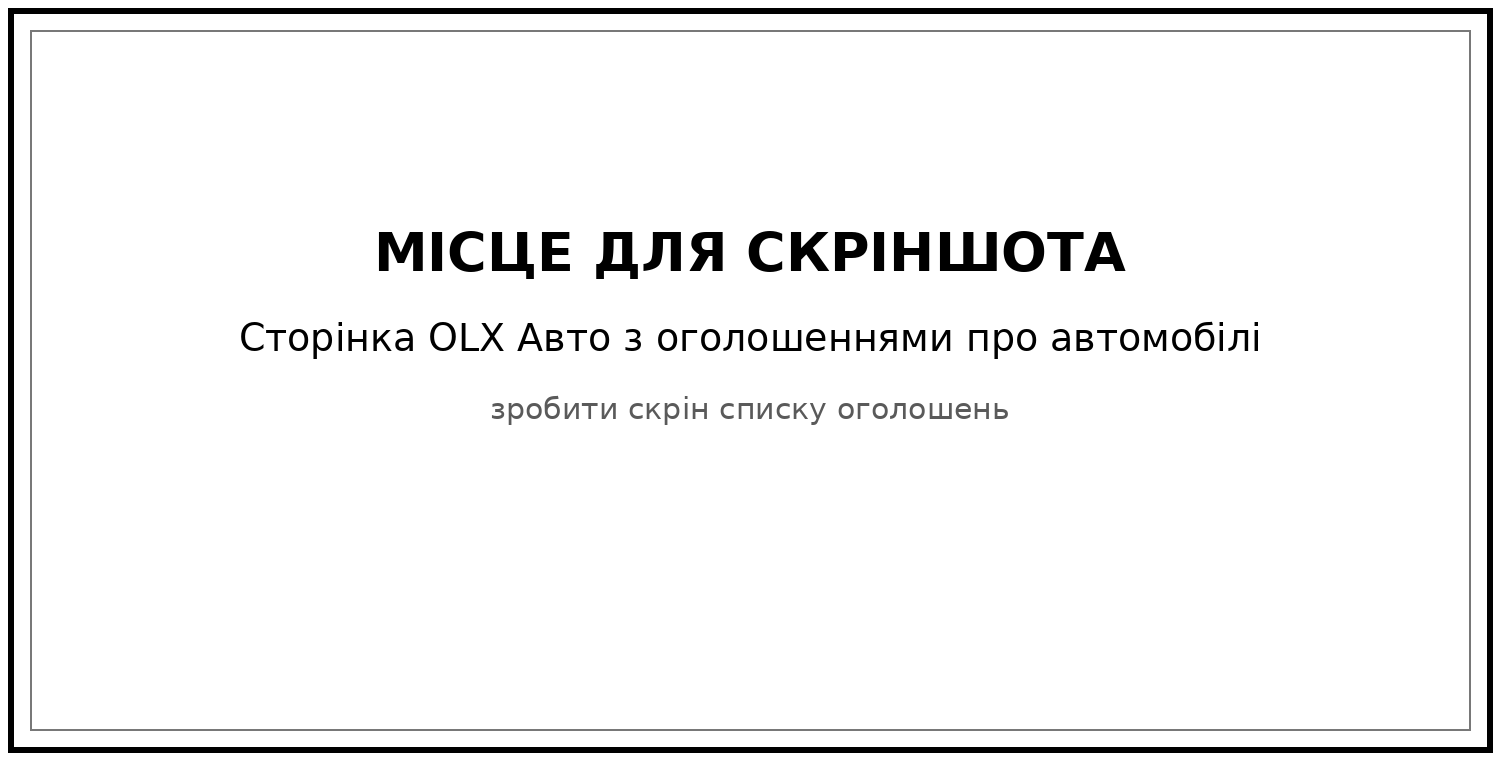 МІСЦЕ ДЛЯ СКРІНШОТА
Сторінка OLX Авто з оголошеннями про автомобілі
зробити скрін списку оголошень